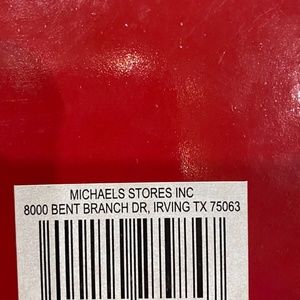 MICHAELS STORES INC
8000 BENT BRANCH DR, IRVING TX 75063